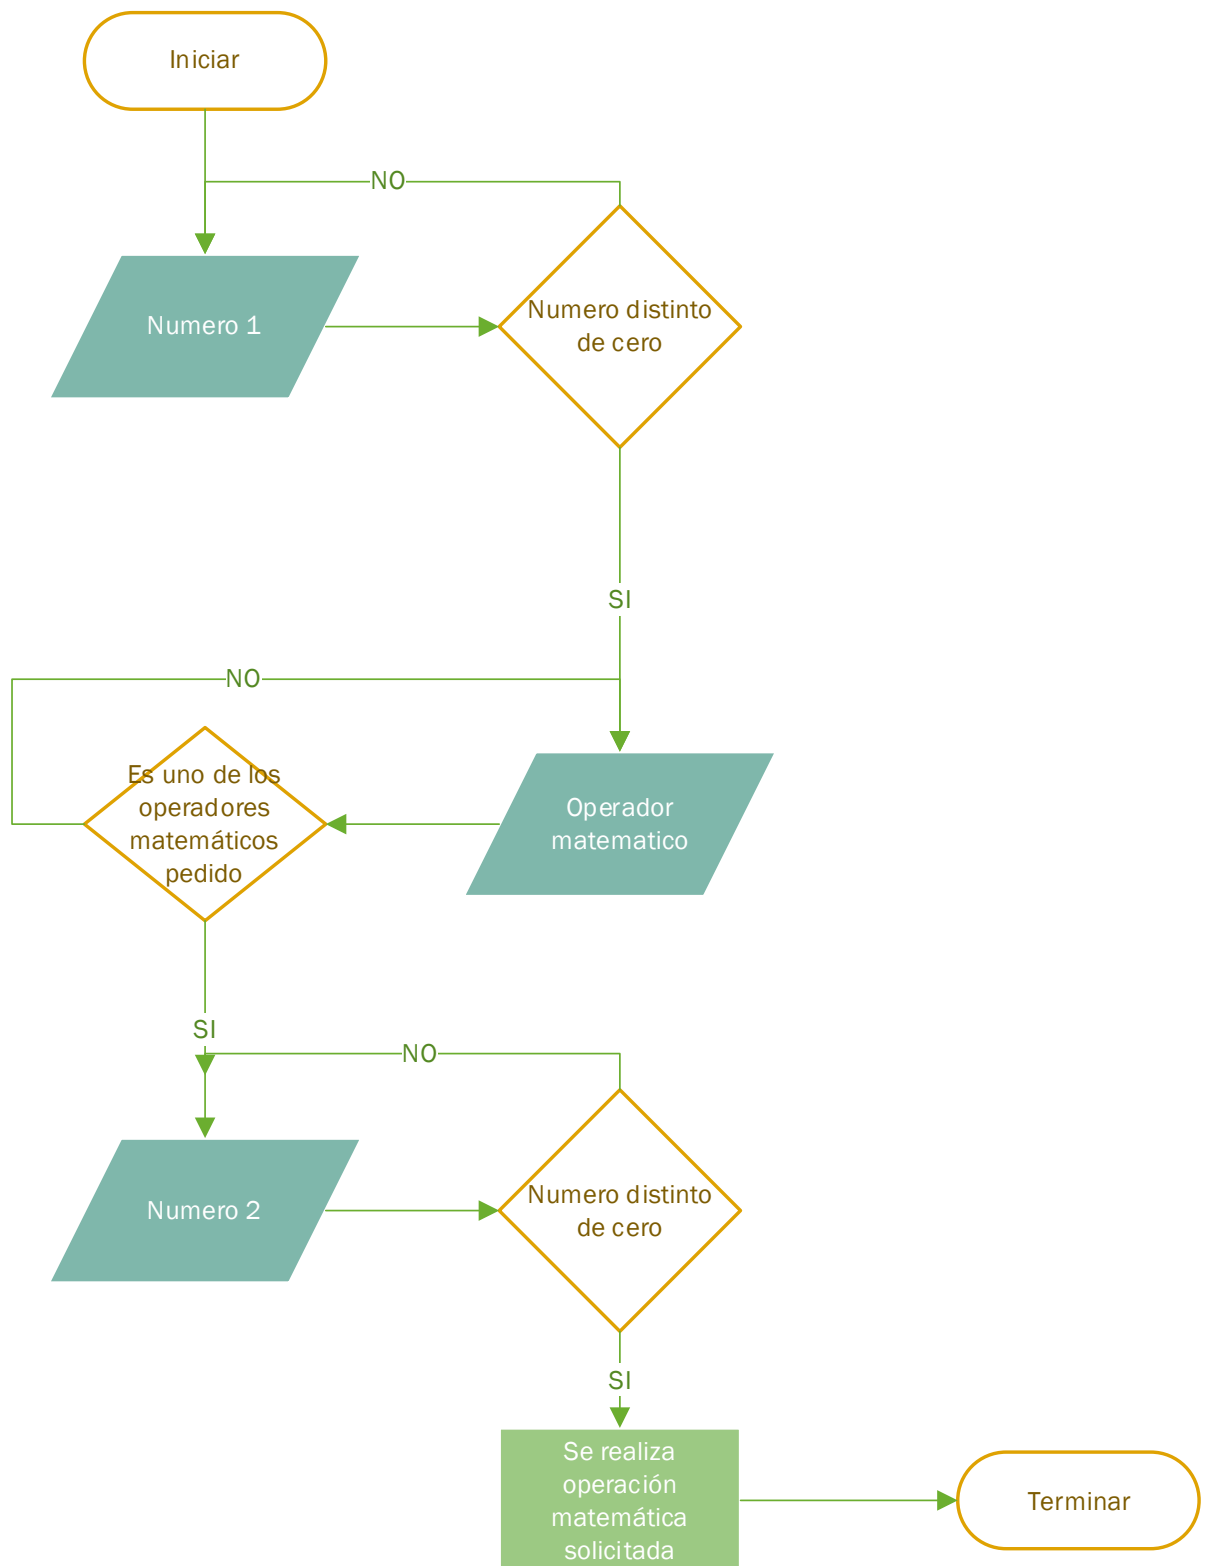 Iniciar
NO
Numero 1
Numero distinto
de cero
SI
NO
Es uno de los
operadores
matemáticos
pedido
Operador
matematico
SI
NO
Numero 2
Numero distinto
de cero
SI
Se realiza
operación
matemática
solicitada
Terminar